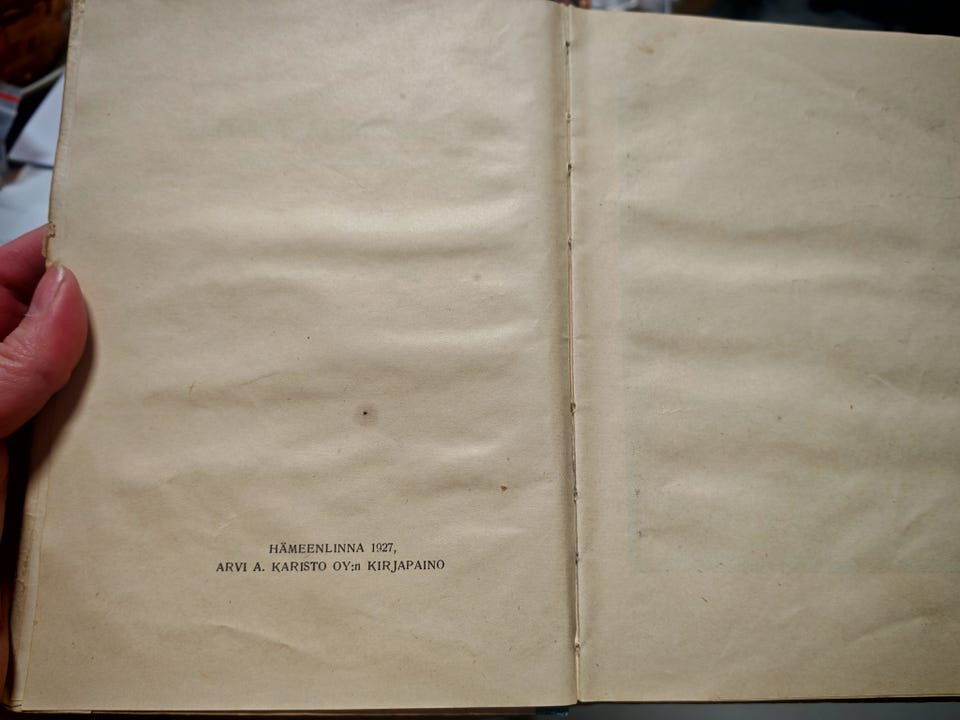 HÄMEENLINNA 1927,
ARVI A. KARISTO OY:n KIRJAPAINO